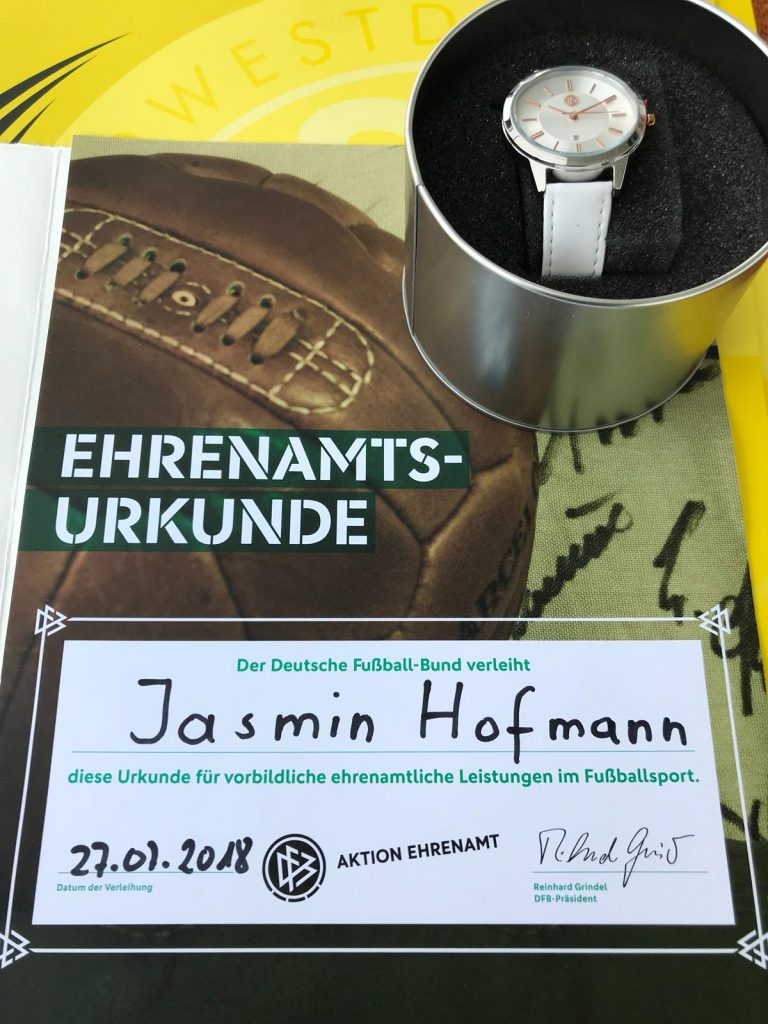 WESTD
EHRENAMTS-
URKUNDE
Der Deutsche Fußball-Bund verleiht
Jasmin Hofmann
diese Urkunde für vorbildliche ehrenamtliche Leistungen im Fußballsport.
27.01.2018
DFB
AKTION EHRENAMT
Datum der Verleihung
Reinhard Grindel
DFB-Präsident